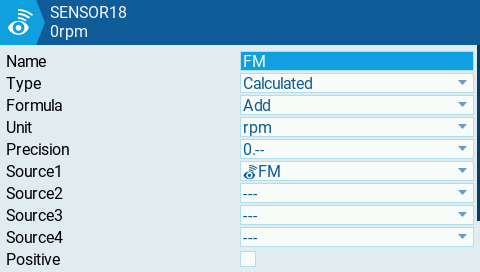 SENSOR18
0rpm
Name FM
Type Calculated
Formula Add
Unit rpm
Precision 0.--
Source1 FM
Source2 ---
Source3 ---
Source4 ---
Positive